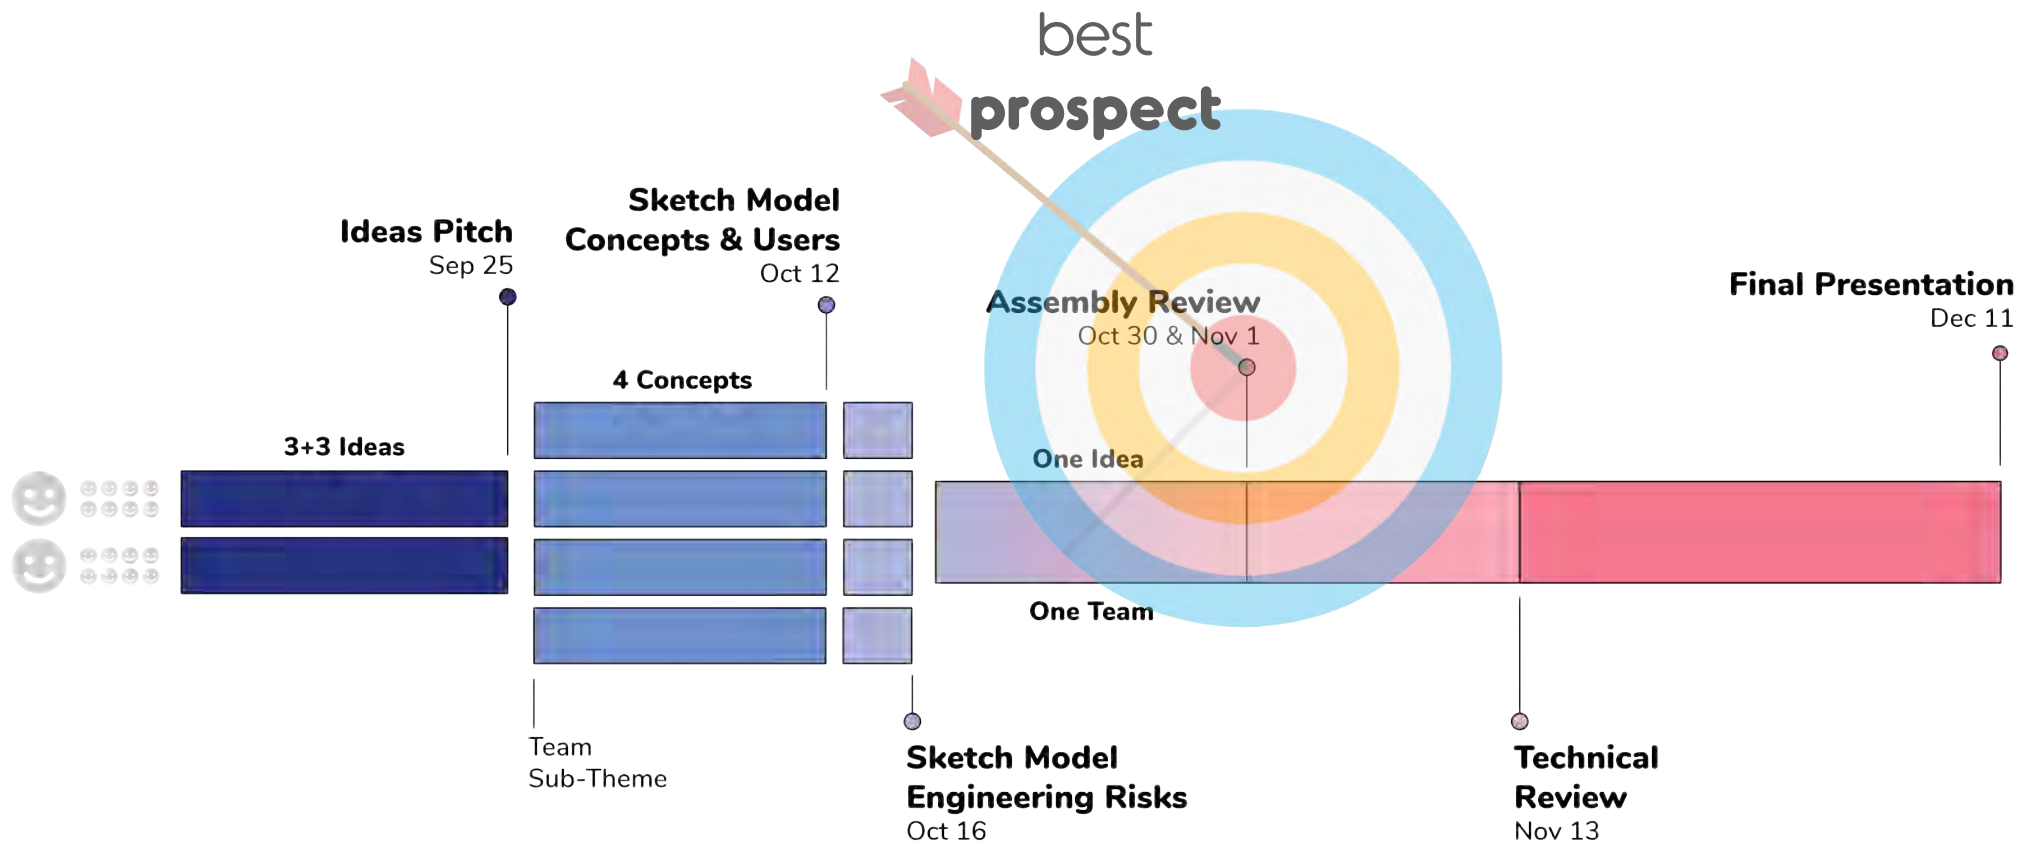 best
prospect
Sketch Model
Concepts & Users
Oct 12
Ideas Pitch
Sep 25
Assembly Review
Oct 30 & Nov 1
Final Presentation
Dec 11
4 Concepts
3+3 Ideas
One Idea
One Team
Team
Sub-Theme
Sketch Model
Engineering Risks
Oct 16
Technical
Review
Nov 13